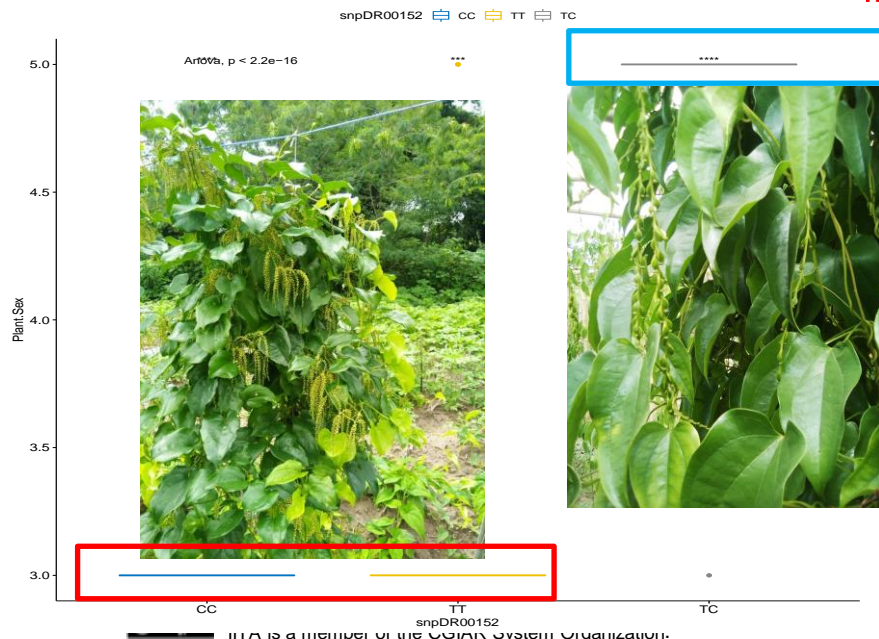 snpDR00152 CC TT TC
5.0
Anova, p < 2.2e−16
***
****
4.5
4.0
3.5
3.0
Plant.Sex
CC TT TC
snpDR00152
IITA is a member of the CGIAR System Organization.